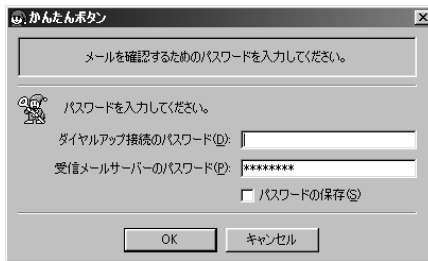 かんたんボタン
メールを確認するためのパスワードを入力してください。
パスワードを入力してください。
ダイヤルアップ接続のパスワード(D):
受信メールサーバーのパスワード(P): ********
パスワードの保存(S)
OK キャンセル